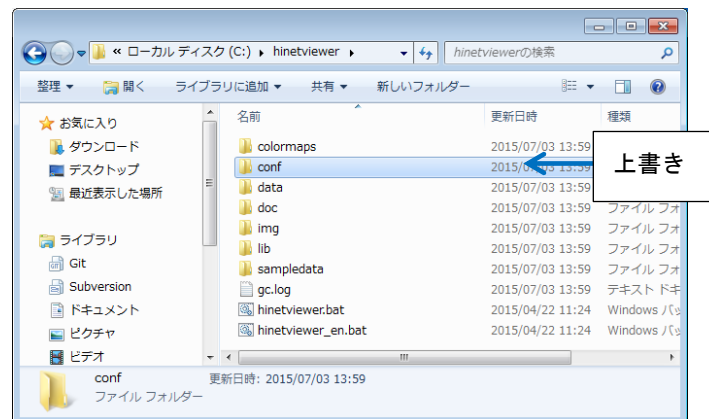 « ローカル ディスク (C:) ▸ hinetviewer ▸
hinetviewerの検索
整理 ▼ 開く ライブラリに追加 ▼ 共有 ▼ 新しいフォルダー
お気に入り
ダウンロード
デスクトップ
最近表示した場所
ライブラリ
Git
Subversion
ドキュメント
ピクチャ
ビデオ
名前 更新日時 種類
colormaps 2015/07/03 13:59
conf 2015/07/03 13:59
data 2015/07/03 13:59
doc 2015/07/03 13:59 ファイル フォ
img 2015/07/03 13:59 ファイル フォ
lib 2015/07/03 13:59 ファイル フォ
sampledata 2015/07/03 13:59 ファイル フォ
gc.log 2015/07/03 13:59 テキスト ドキ
hinetviewer.bat 2015/04/22 11:24 Windows バッ
hinetviewer_en.bat 2015/04/22 11:24 Windows バッ
上書き
conf 更新日時: 2015/07/03 13:59
ファイル フォルダー